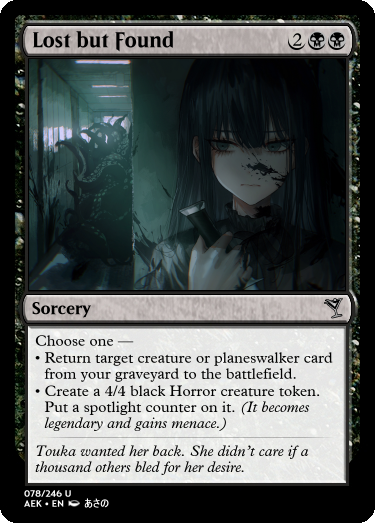 Lost but Found 2
Sorcery
Choose one —
• Return target creature or planeswalker card
from your graveyard to the battlefield.
• Create a 4/4 black Horror creature token.
Put a spotlight counter on it. (It becomes
legendary and gains menace.)
Touka wanted her back. She didn't care if a
thousand others bled for her desire.
078/246 U
AEK • EN あさの